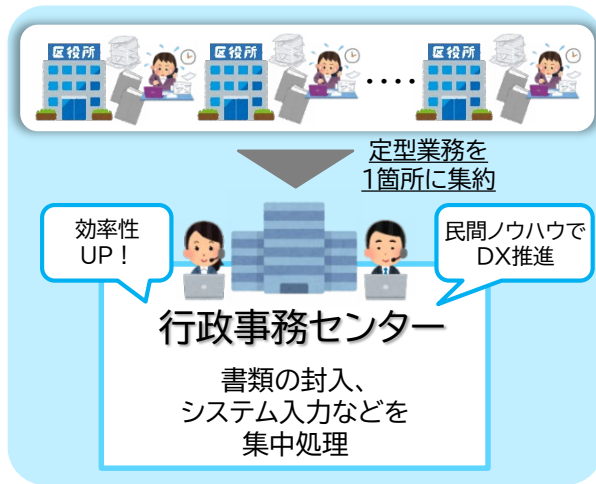 区役所
区役所
‥‥
区役所
定型業務を
1箇所に集約
効率性
UP！
民間ノウハウで
DX推進
行政事務センター
書類の封入、
システム入力などを
集中処理